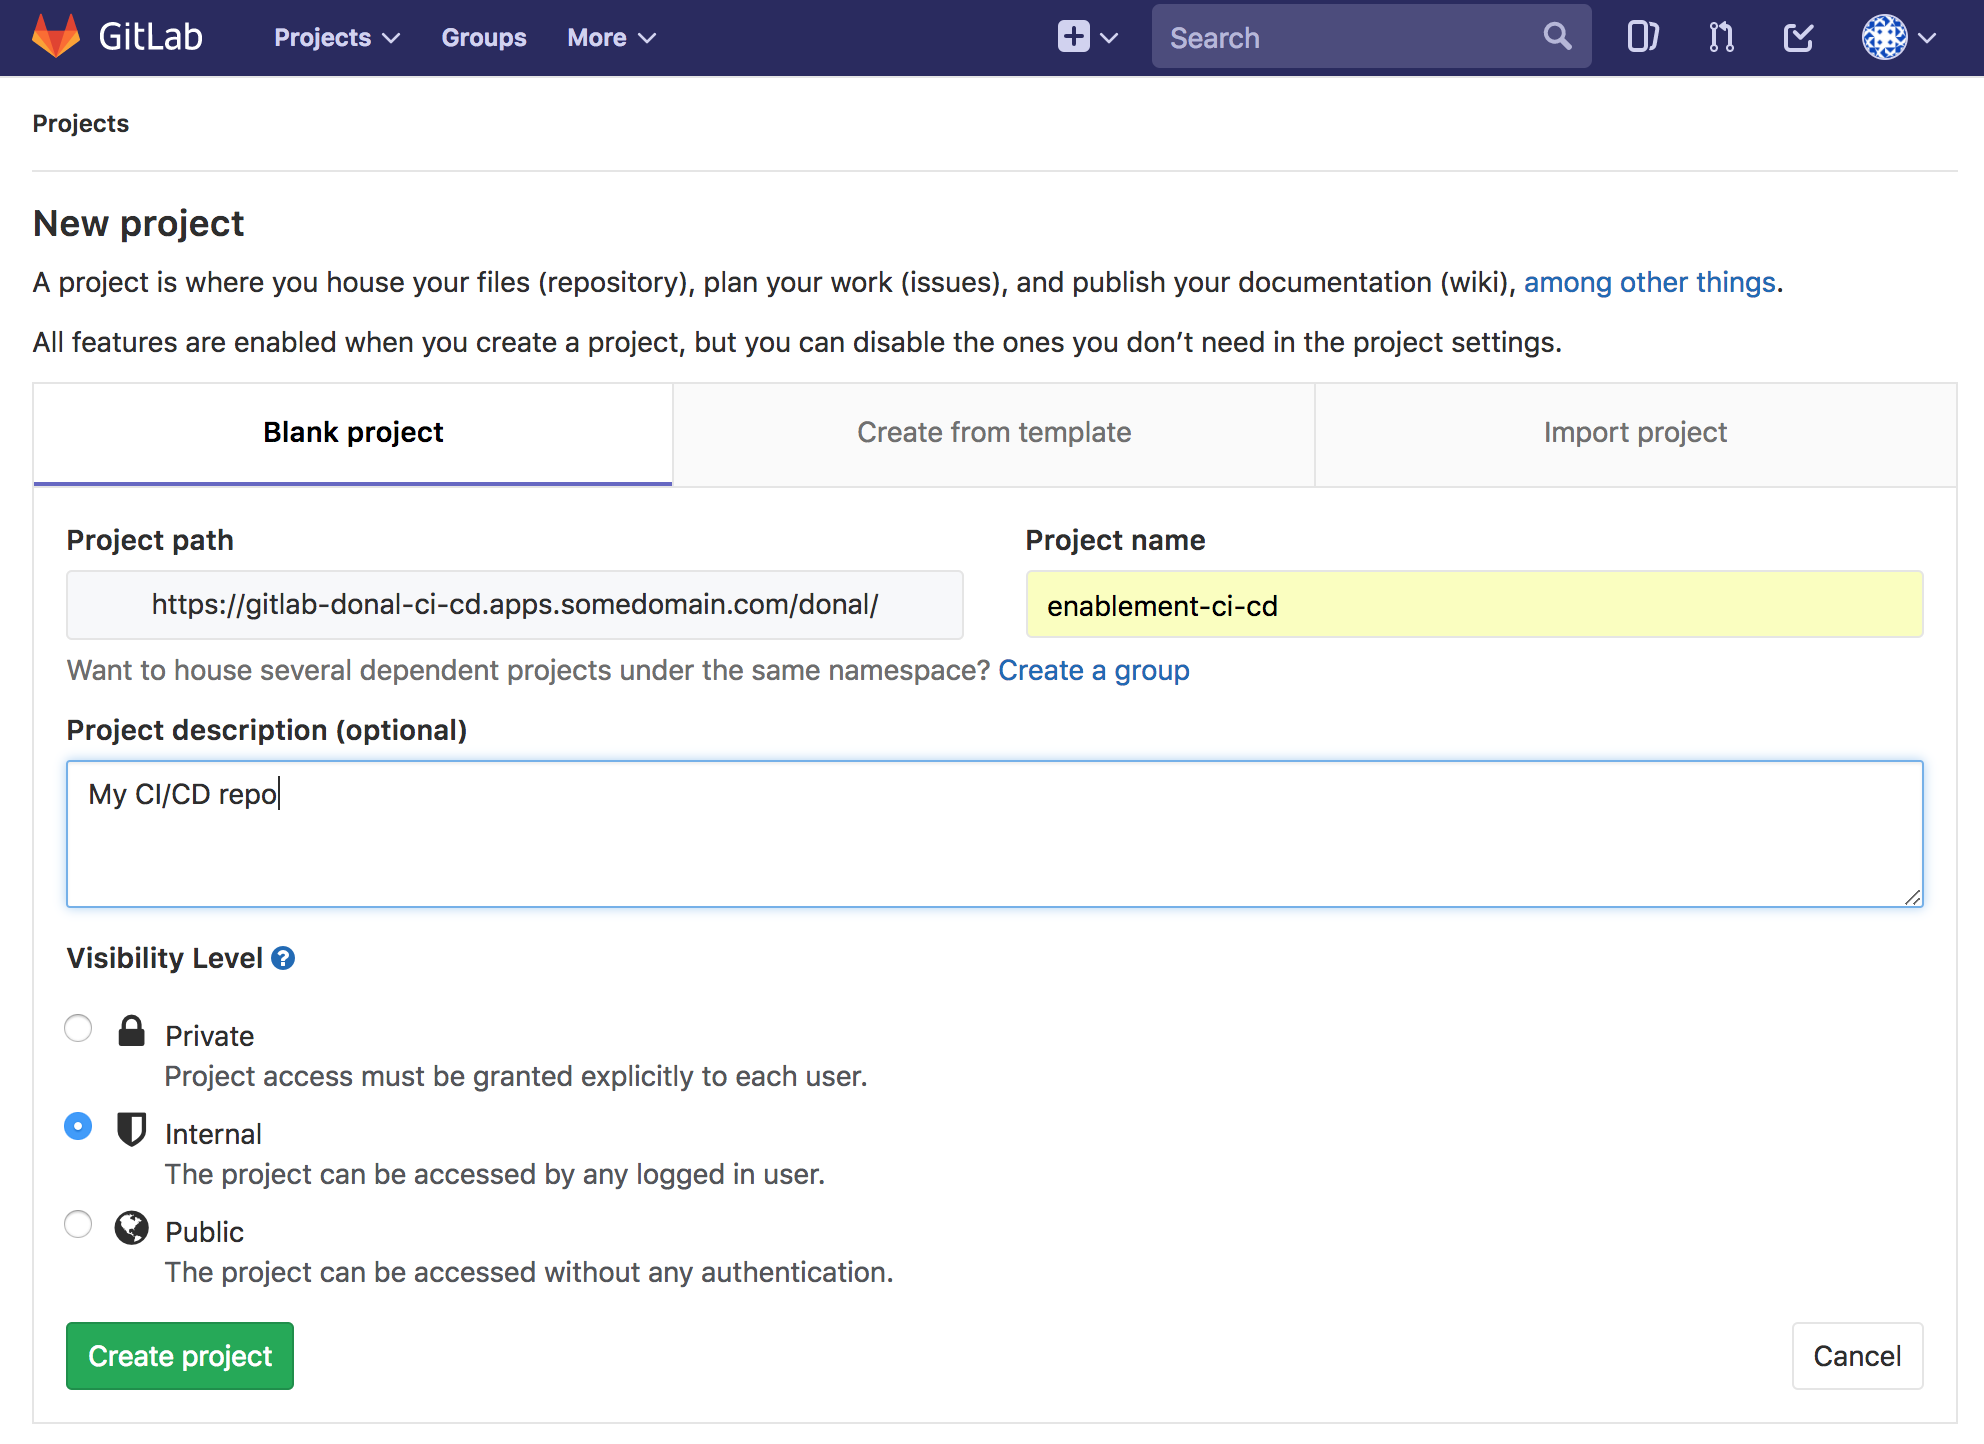 GitLab Projects Groups More Search
Projects
New project
A project is where you house your files (repository), plan your work (issues), and publish your documentation (wiki), among other things.
All features are enabled when you create a project, but you can disable the ones you don’t need in the project settings.
Blank project Create from template Import project
Project path Project name
https://gitlab-donal-ci-cd.apps.somedomain.com/donal/ enablement-ci-cd
Want to house several dependent projects under the same namespace? Create a group
Project description (optional)
My CI/CD repo
Visibility Level ?
Private
Project access must be granted explicitly to each user.
Internal
The project can be accessed by any logged in user.
Public
The project can be accessed without any authentication.
Create project Cancel